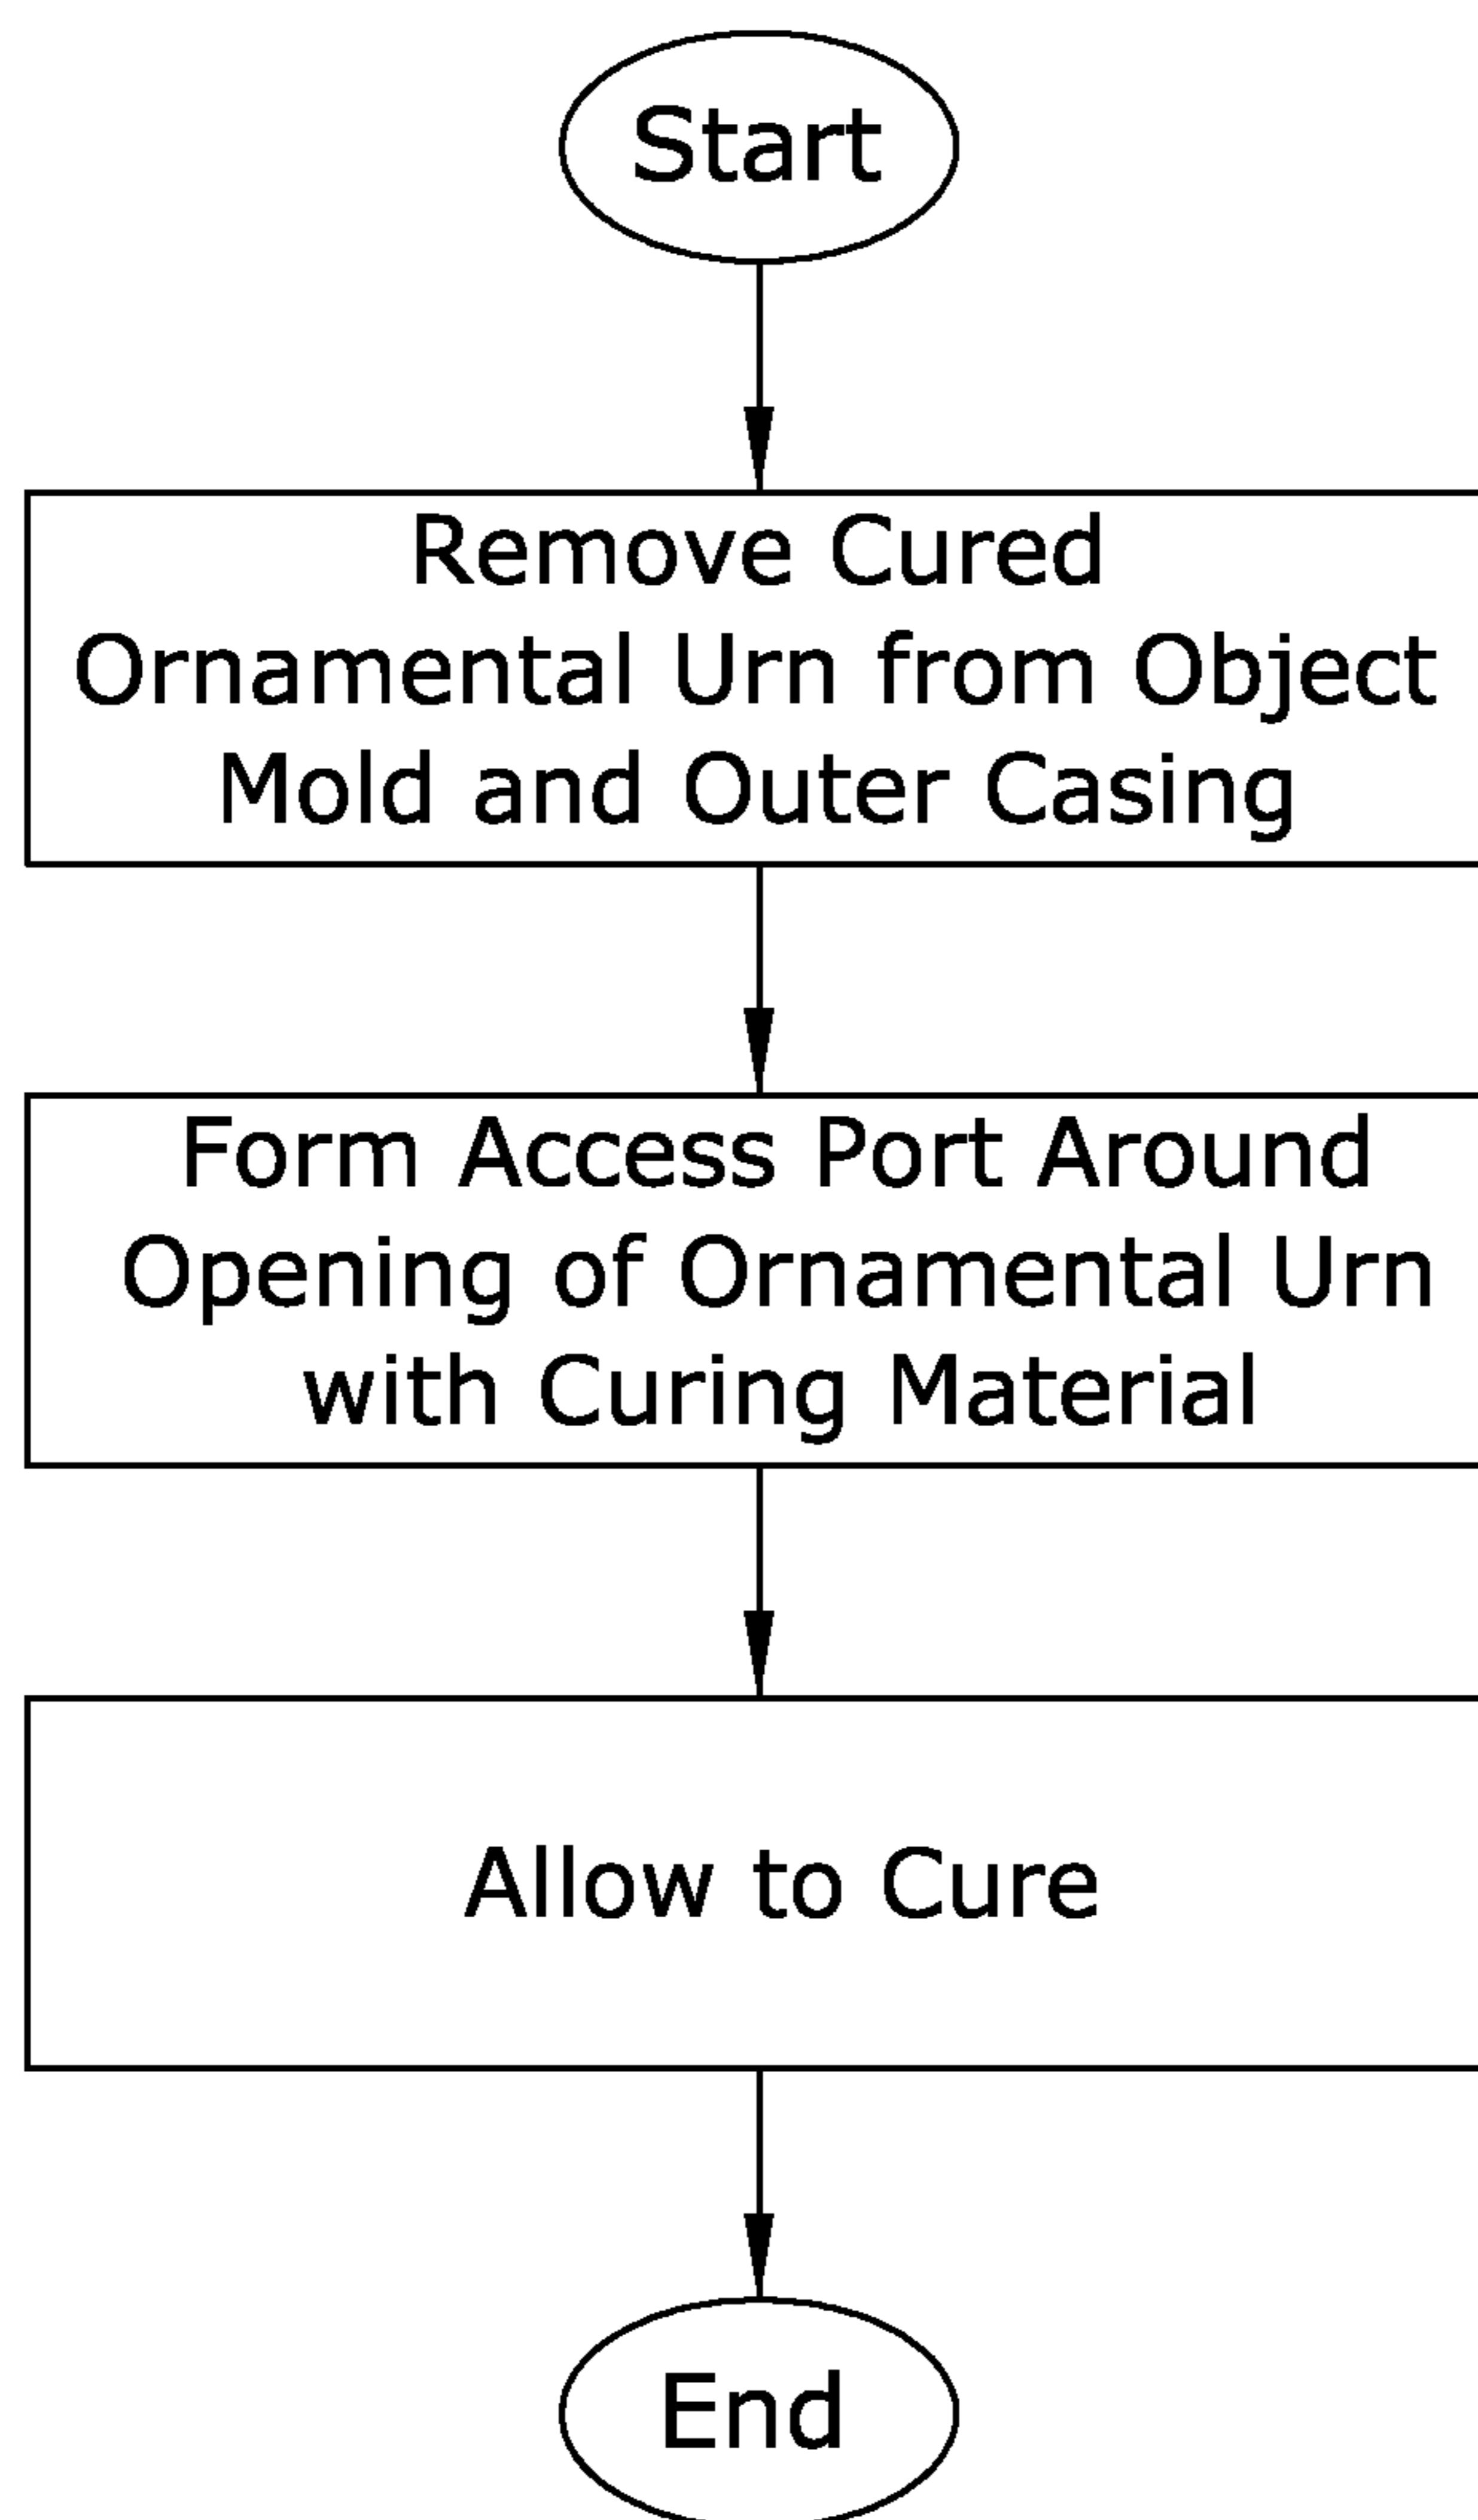 Start
Remove Cured
Ornamental Urn from Object
Mold and Outer Casing
Form Access Port Around
Opening of Ornamental Urn
with Curing Material
Allow to Cure
End